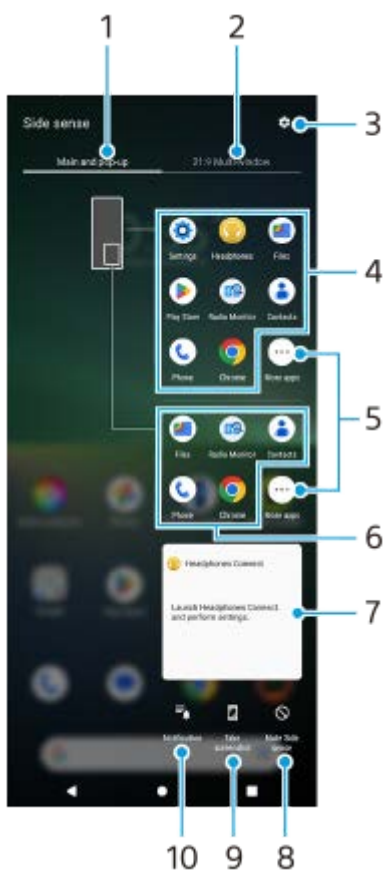 1
2
Side sense
3
Main and pop-up
21:9 Multi-window
Settings
Headphones
Files
4
Play Store
Radio Monitor
Contacts
Phone
Chrome
More apps
5
Files
Radio Monitor
Contacts
Phone
Chrome
More apps
6
Headphones Connect
Launch Headphones Connect
and perform settings.
7
Notification
Take
screenshot
Hide Side
sense
10
9
8